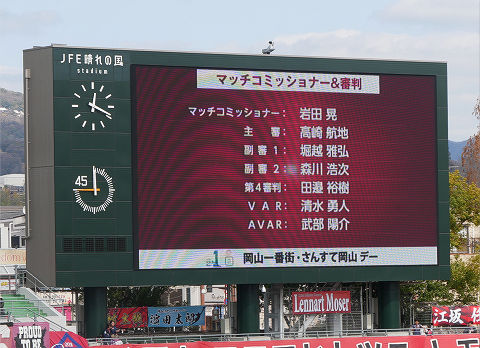 JFE晴れの国
stadium
マッチコミッショナー&審判
マッチコミッショナー： 岩田 晃
主　審： 高崎 航地
副審1： 堀越 雅弘
副審2： 森川 浩次
第4審判： 田邉 裕樹
VAR： 清水 勇人
AVAR： 武部 陽介
45
1 岡山一番街・さんすて岡山 デー
Lennart Moser
江坂
PROUD